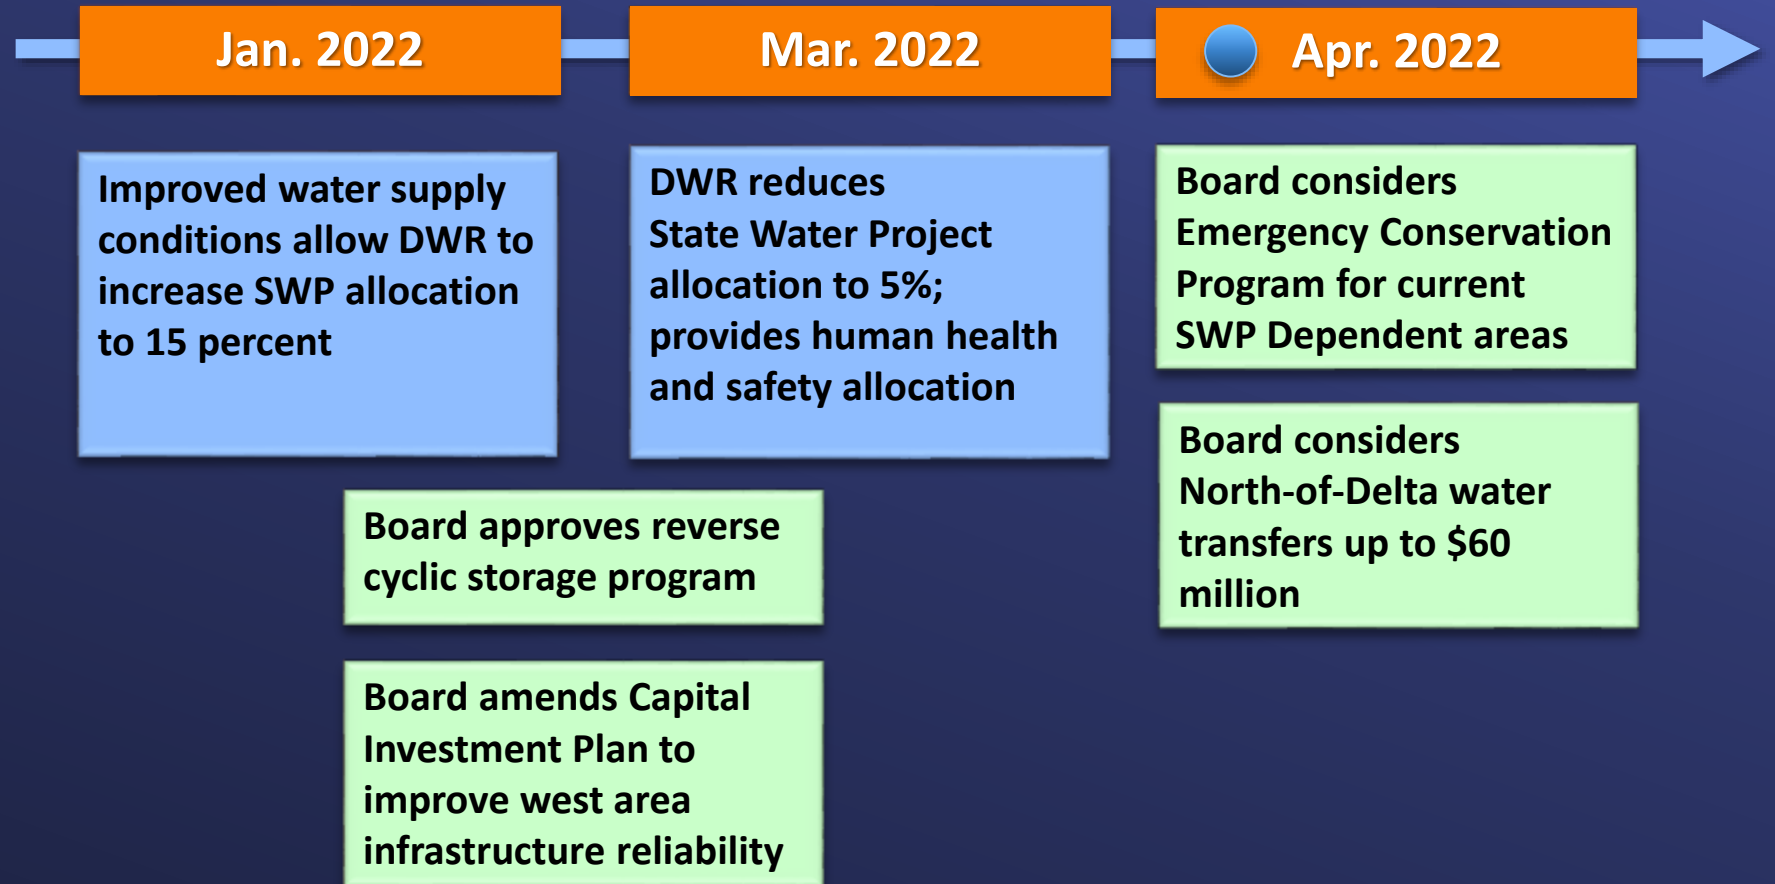 Jan. 2022
Mar. 2022
Apr. 2022
Improved water supply
conditions allow DWR to
increase SWP allocation
to 15 percent
DWR reduces
State Water Project
allocation to 5%;
provides human health
and safety allocation
Board considers
Emergency Conservation
Program for current
SWP Dependent areas
Board considers
North-of-Delta water
transfers up to $60
million
Board approves reverse
cyclic storage program
Board amends Capital
Investment Plan to
improve west area
infrastructure reliability